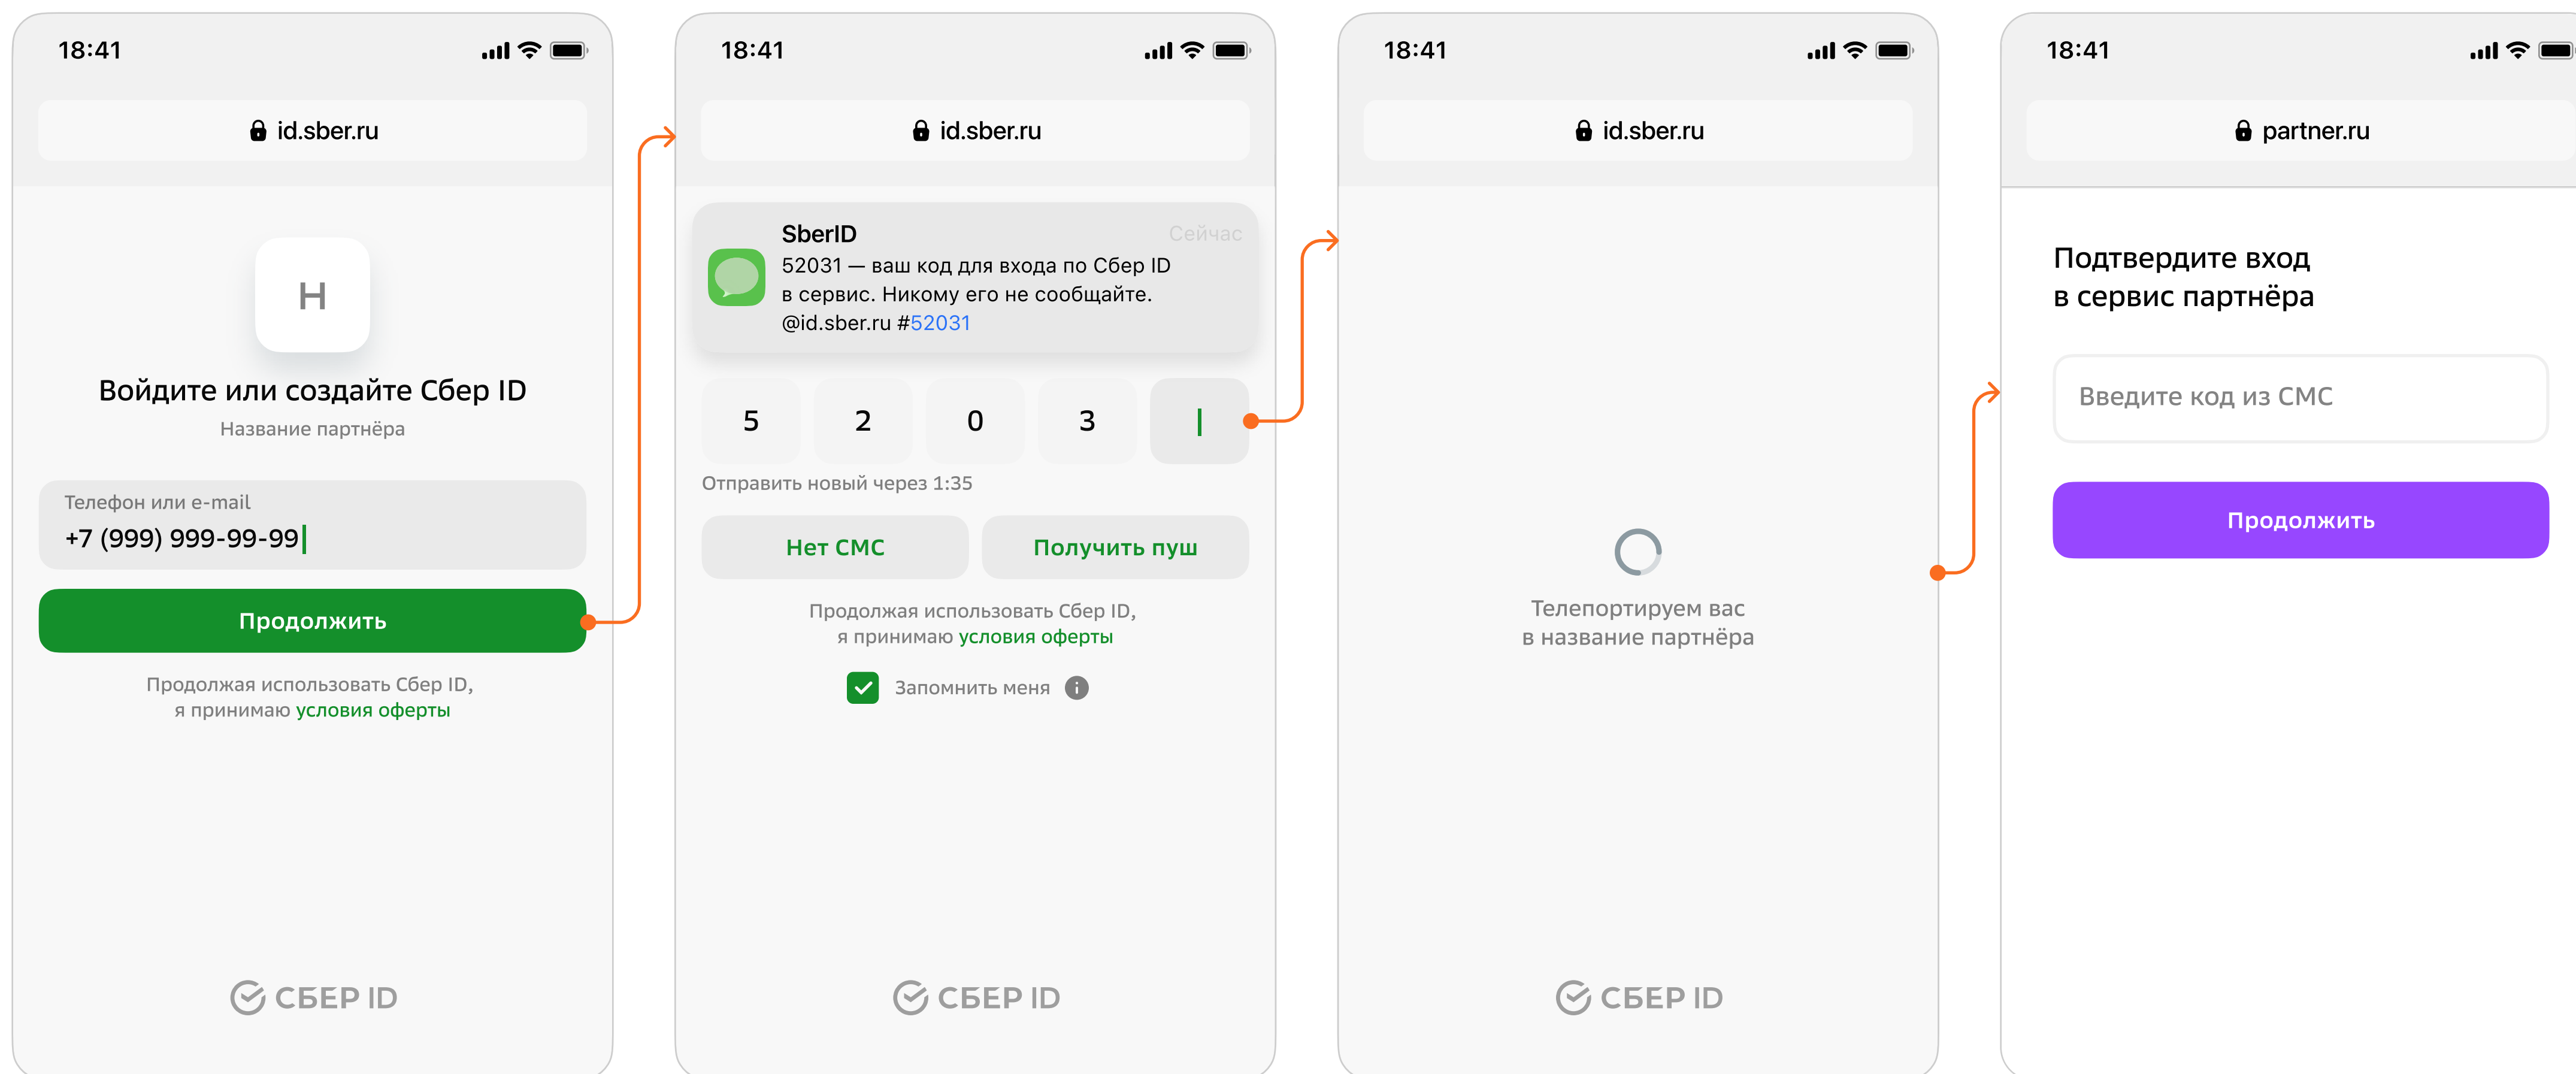 18:41
id.sber.ru
Н
Войдите или создайте Сбер ID
Название партнёра
Телефон или e-mail
+7 (999) 999-99-99
Продолжить
Продолжая использовать Сбер ID,
я принимаю условия оферты
СБЕР ID
18:41
id.sber.ru
SberID
Сейчас
52031 — ваш код для входа по Сбер ID
в сервис. Никому его не сообщайте.
@id.sber.ru #52031
5 2 0 3
Отправить новый через 1:35
Нет СМС
Получить пуш
Продолжая использовать Сбер ID,
я принимаю условия оферты
Запомнить меня
СБЕР ID
18:41
id.sber.ru
Телепортируем вас
в название партнёра
СБЕР ID
18:41
partner.ru
Подтвердите вход
в сервис партнёра
Введите код из СМС
Продолжить